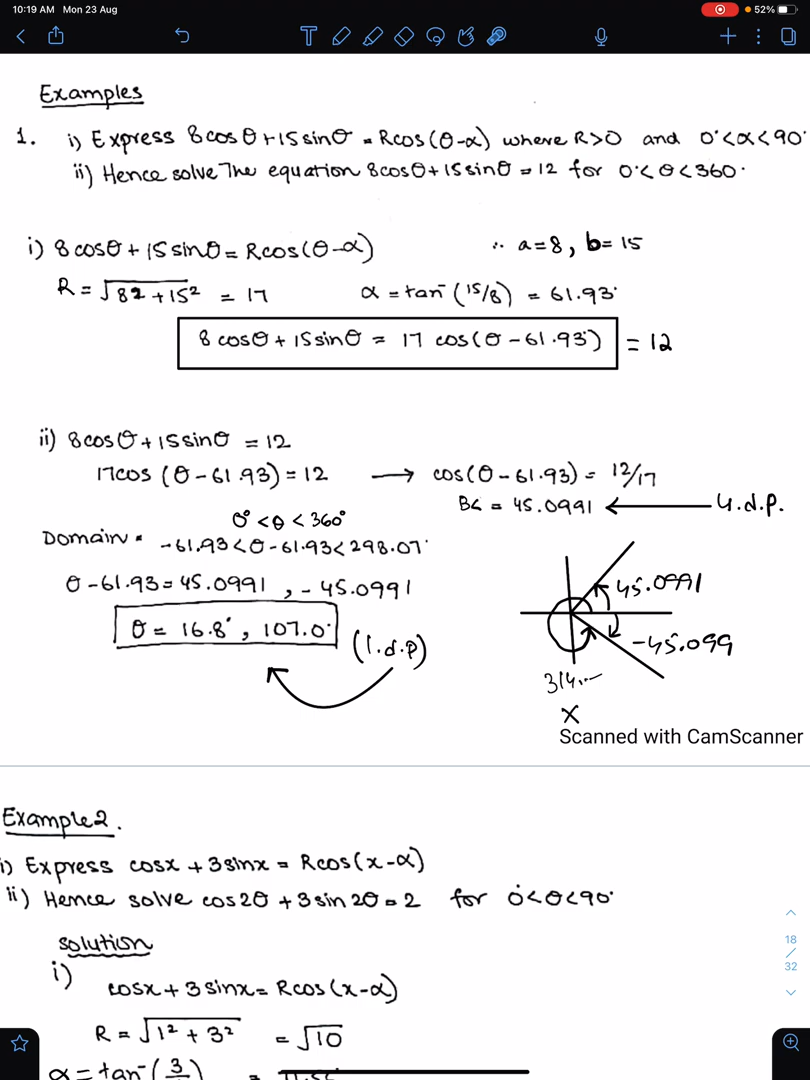 10:19 AM Mon 23 Aug 52%
Examples
1. i) Express 8cosθ+15sinθ = Rcos(θ-α) where R>0 and 0°<α<90°
ii) Hence solve The equation 8cosθ+15sinθ = 12 for 0°<θ<360°
i) 8cosθ + 15sinθ = Rcos(θ-α) ∴ a=8, b=15
R = √82 + 15² = 17 α = tan⁻(15/8) = 61.93°
8cosθ + 15sinθ = 17 cos(θ-61.93°) = 12
ii) 8cosθ + 15sinθ = 12
17cos (θ-61.93) = 12 → cos(θ-61.93) = 12/17
B∠ = 45.0991 ← 4.d.p.
0° <θ < 360°
Domain = -61.93<θ-61.93<298.07°
θ-61.93=45.0991, -45.0991 45.0991
θ = 16.8°, 107.0° (1.d.p) -45.099
314...
X
Scanned with CamScanner
Example2.
i) Express cosx + 3sinx = Rcos(x-α)
ii) Hence solve cos2θ + 3sin2θ = 2 for 0°<θ<90°
solution
i) cosx + 3sinx = Rcos(x-α)
R = √1² + 3² = √10
α = tan⁻(3/ ) =
18
/
32